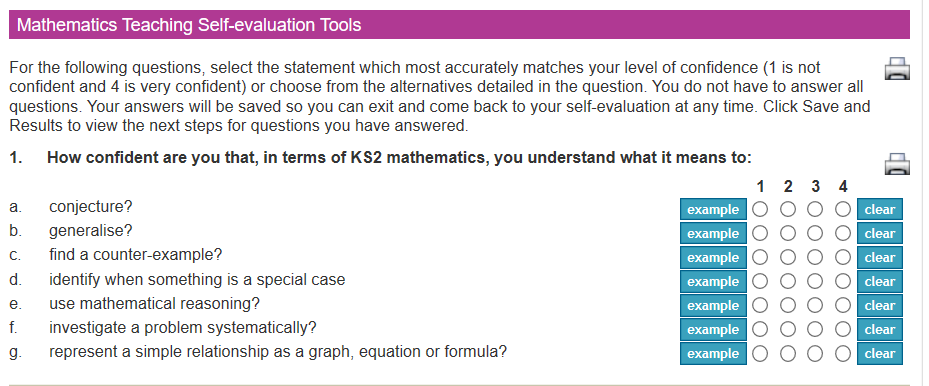 Mathematics Teaching Self-evaluation Tools
For the following questions, select the statement which most accurately matches your level of confidence (1 is not
confident and 4 is very confident) or choose from the alternatives detailed in the question. You do not have to answer all
questions. Your answers will be saved so you can exit and come back to your self-evaluation at any time. Click Save and
Results to view the next steps for questions you have answered.
1. How confident are you that, in terms of KS2 mathematics, you understand what it means to:
1 2 3 4
a. conjecture? example clear
b. generalise? example clear
c. find a counter-example? example clear
d. identify when something is a special case example clear
e. use mathematical reasoning? example clear
f. investigate a problem systematically? example clear
g. represent a simple relationship as a graph, equation or formula? example clear